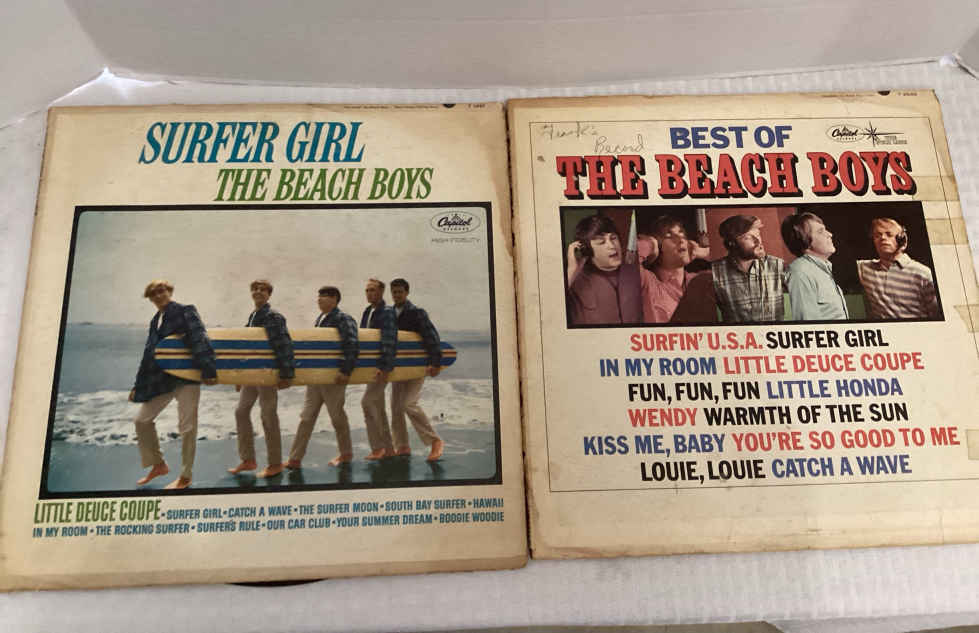 SURFER GIRL
THE BEACH BOYS
Capitol
RECORDS
HIGH FIDELITY
LITTLE DEUCE COUPE • SURFER GIRL • CATCH A WAVE • THE SURFER MOON • SOUTH BAY SURFER • HAWAII
IN MY ROOM • THE ROCKING SURFER • SURFER'S RULE • OUR CAR CLUB • YOUR SUMMER DREAM • BOOGIE WOODIE
Frank's
Record
BEST OF
Capitol
THE BEACH BOYS
SURFIN' U.S.A. SURFER GIRL
IN MY ROOM LITTLE DEUCE COUPE
FUN, FUN, FUN LITTLE HONDA
WENDY WARMTH OF THE SUN
KISS ME, BABY YOU'RE SO GOOD TO ME
LOUIE, LOUIE CATCH A WAVE